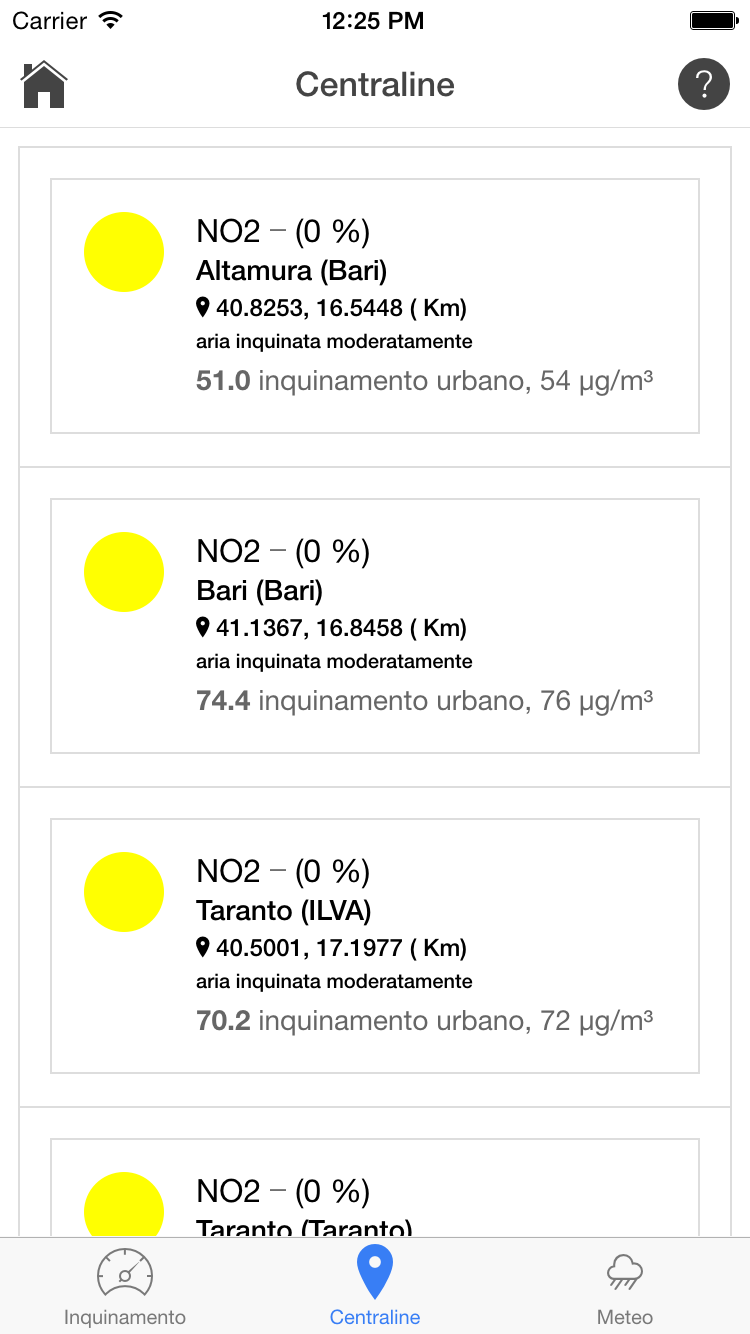 Carrier 12:25 PM
Centraline ?
NO2 – (0 %)
Altamura (Bari)
40.8253, 16.5448 ( Km)
aria inquinata moderatamente
51.0 inquinamento urbano, 54 µg/m³
NO2 – (0 %)
Bari (Bari)
41.1367, 16.8458 ( Km)
aria inquinata moderatamente
74.4 inquinamento urbano, 76 µg/m³
NO2 – (0 %)
Taranto (ILVA)
40.5001, 17.1977 ( Km)
aria inquinata moderatamente
70.2 inquinamento urbano, 72 µg/m³
NO2 – (0 %)
Taranto (Taranto)
Inquinamento Centraline Meteo